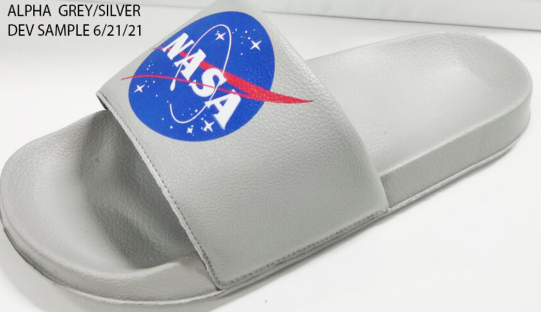 ALPHA  GREY/SILVER
DEV SAMPLE 6/21/21
NASA